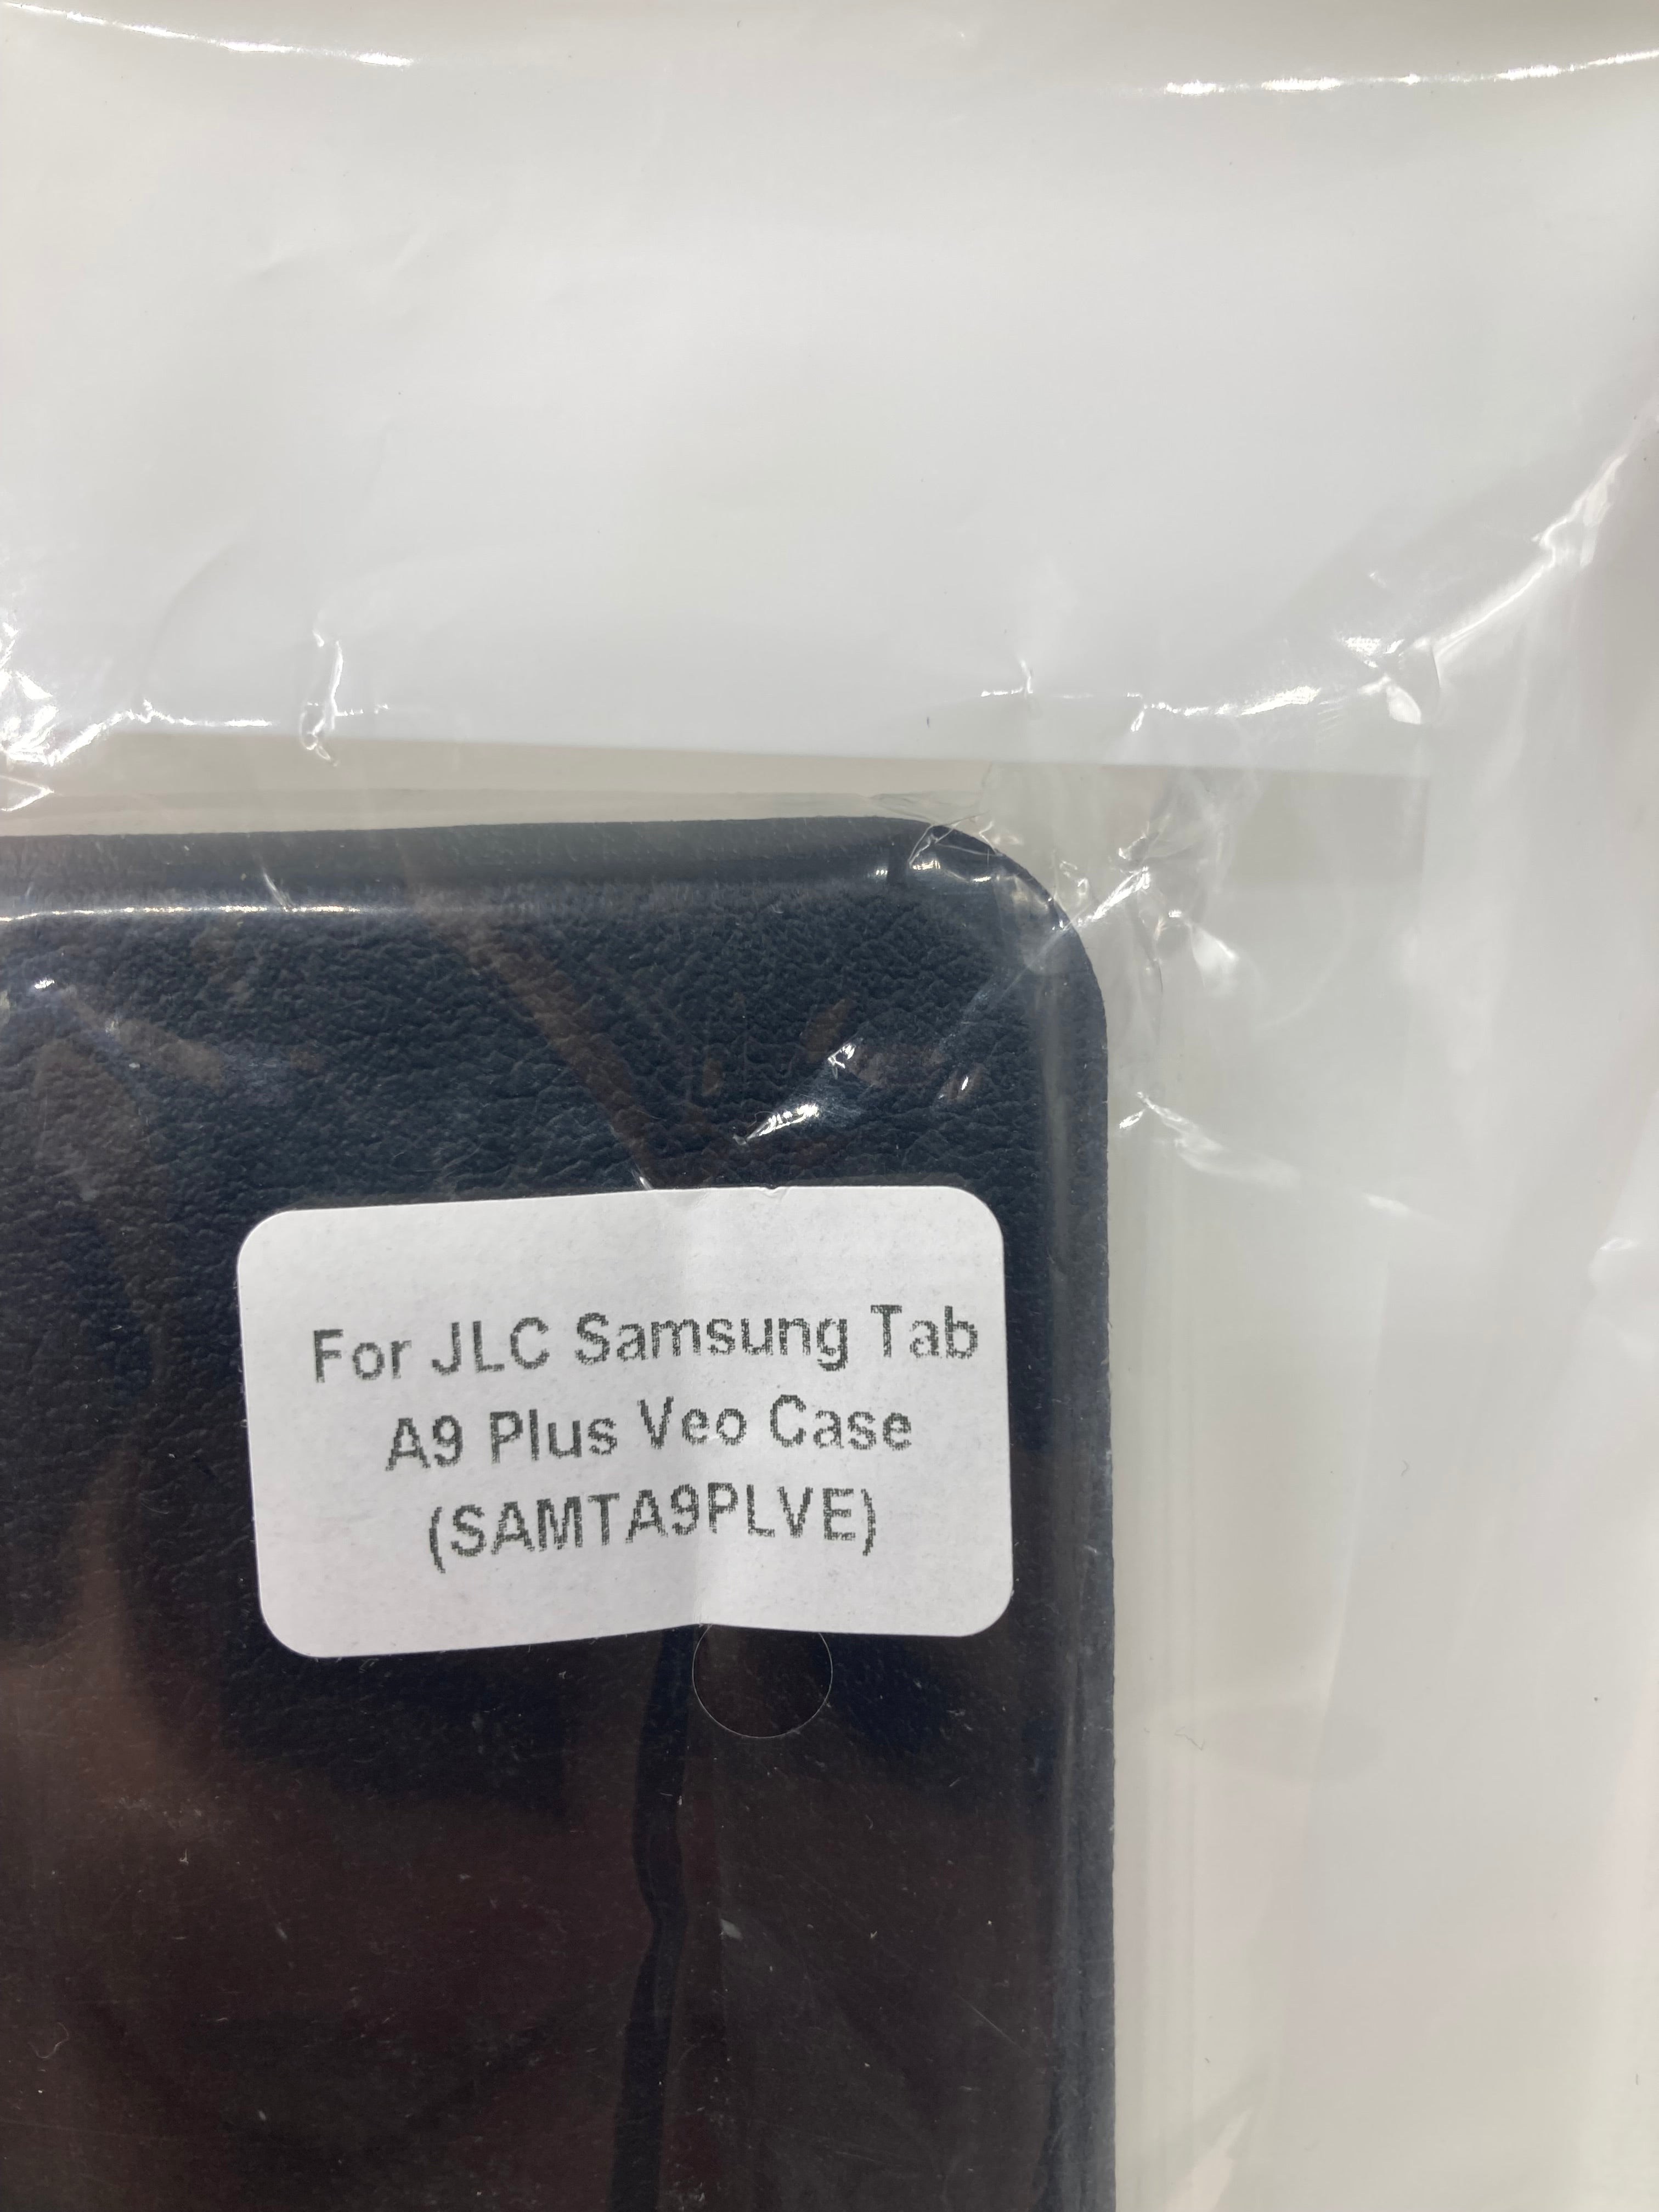 For JLC Samsung Tab
A9 Plus Veo Case
(SAMTA9PLVE)